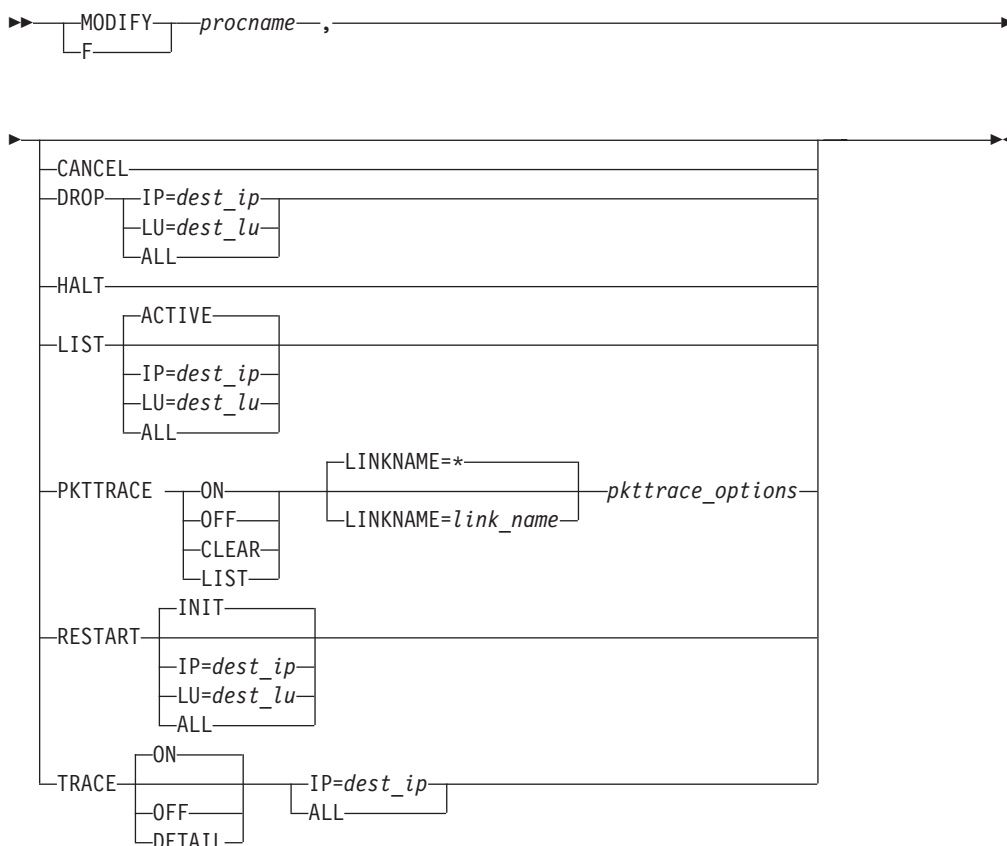 MODIFY procname ,
F
CANCEL
DROP IP=dest_ip
LU=dest_lu
ALL
HALT
ACTIVE
LIST
IP=dest_ip
LU=dest_lu
ALL
LINKNAME=*
PKTTRACE ON pkttrace_options
OFF LINKNAME=link_name
CLEAR
LIST
INIT
RESTART
IP=dest_ip
LU=dest_lu
ALL
ON
TRACE IP=dest_ip
OFF ALL
DETAIL